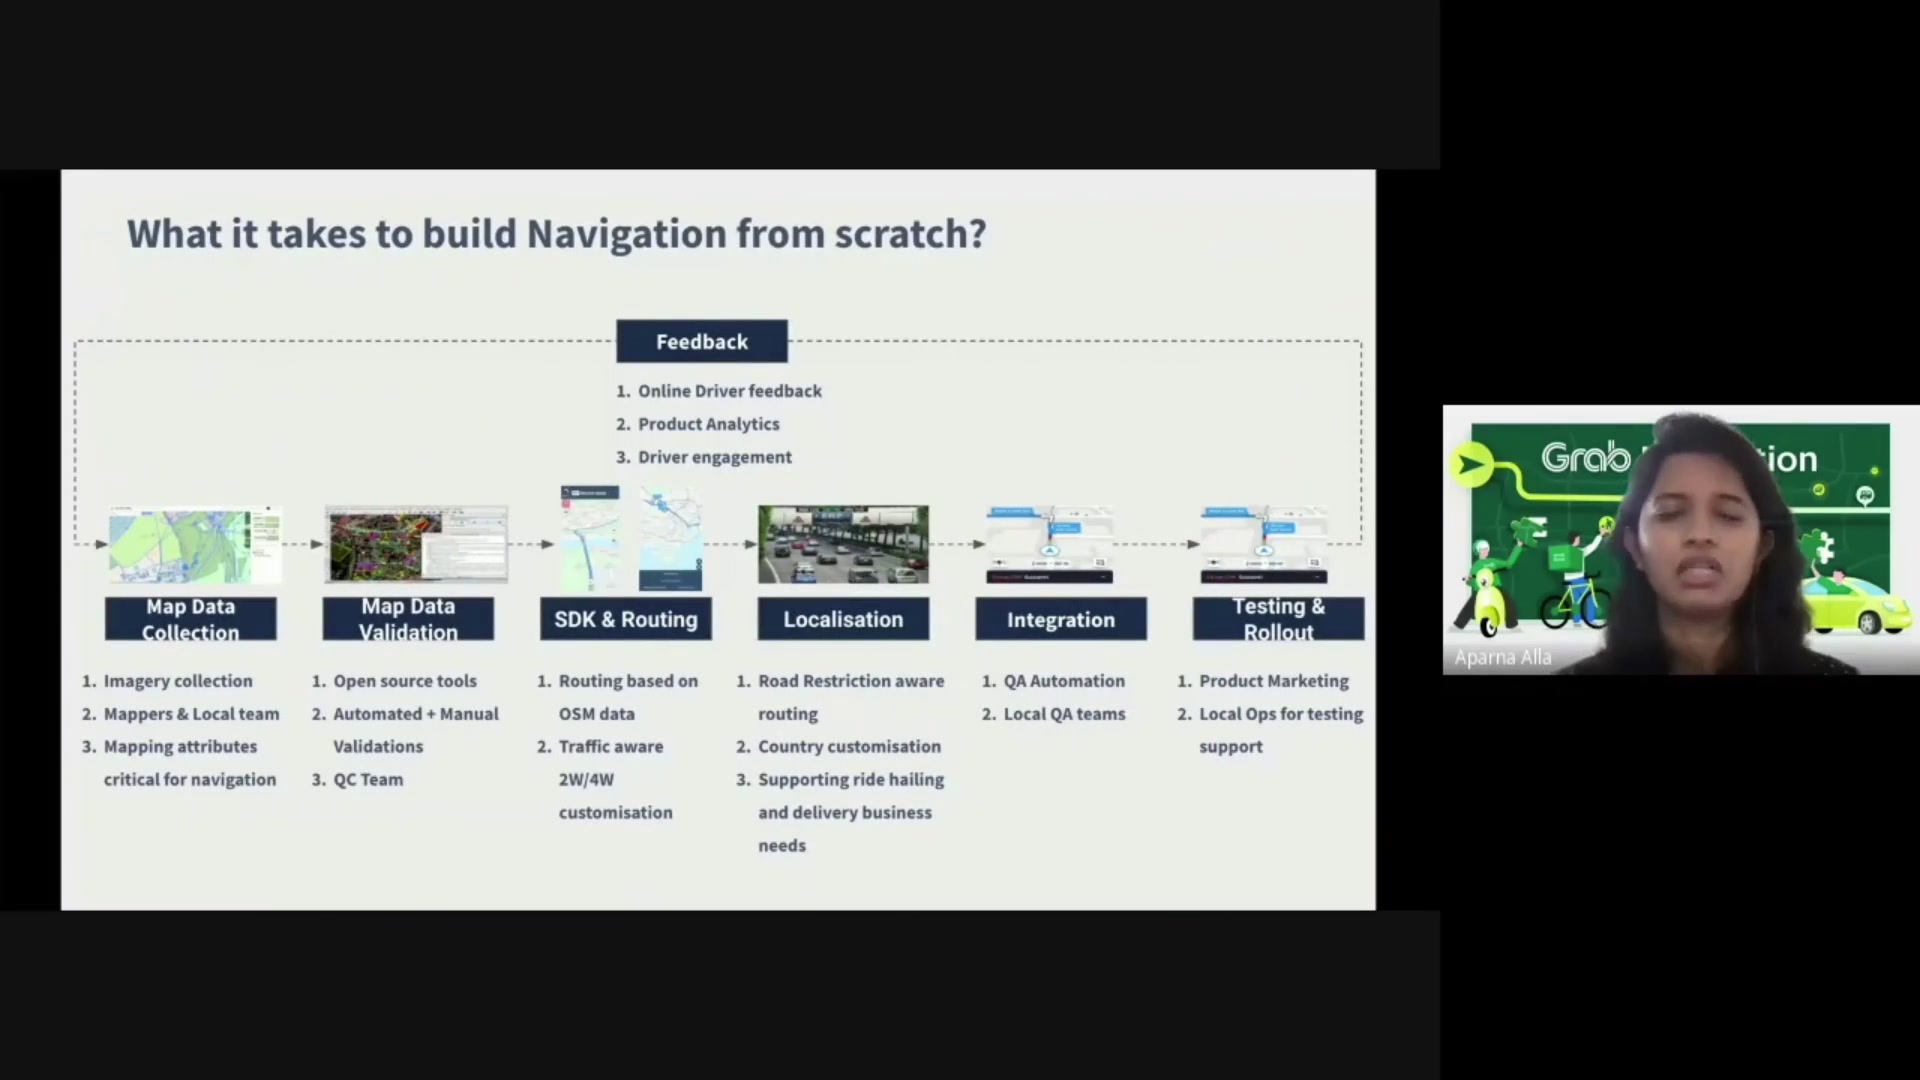 What it takes to build Navigation from scratch?
Feedback
1. Online Driver feedback
2. Product Analytics
3. Driver engagement
Map Data
Collection
1. Imagery collection
2. Mappers & Local team
3. Mapping attributes
critical for navigation
Map Data
Validation
1. Open source tools
2. Automated + Manual
Validations
3. QC Team
SDK & Routing
1. Routing based on
OSM data
2. Traffic aware
2W/4W
customisation
Localisation
1. Road Restriction aware
routing
2. Country customisation
3. Supporting ride hailing
and delivery business
needs
Integration
1. QA Automation
2. Local QA teams
Testing &
Rollout
1. Product Marketing
2. Local Ops for testing
support
Grab
tion
Aparna Alla